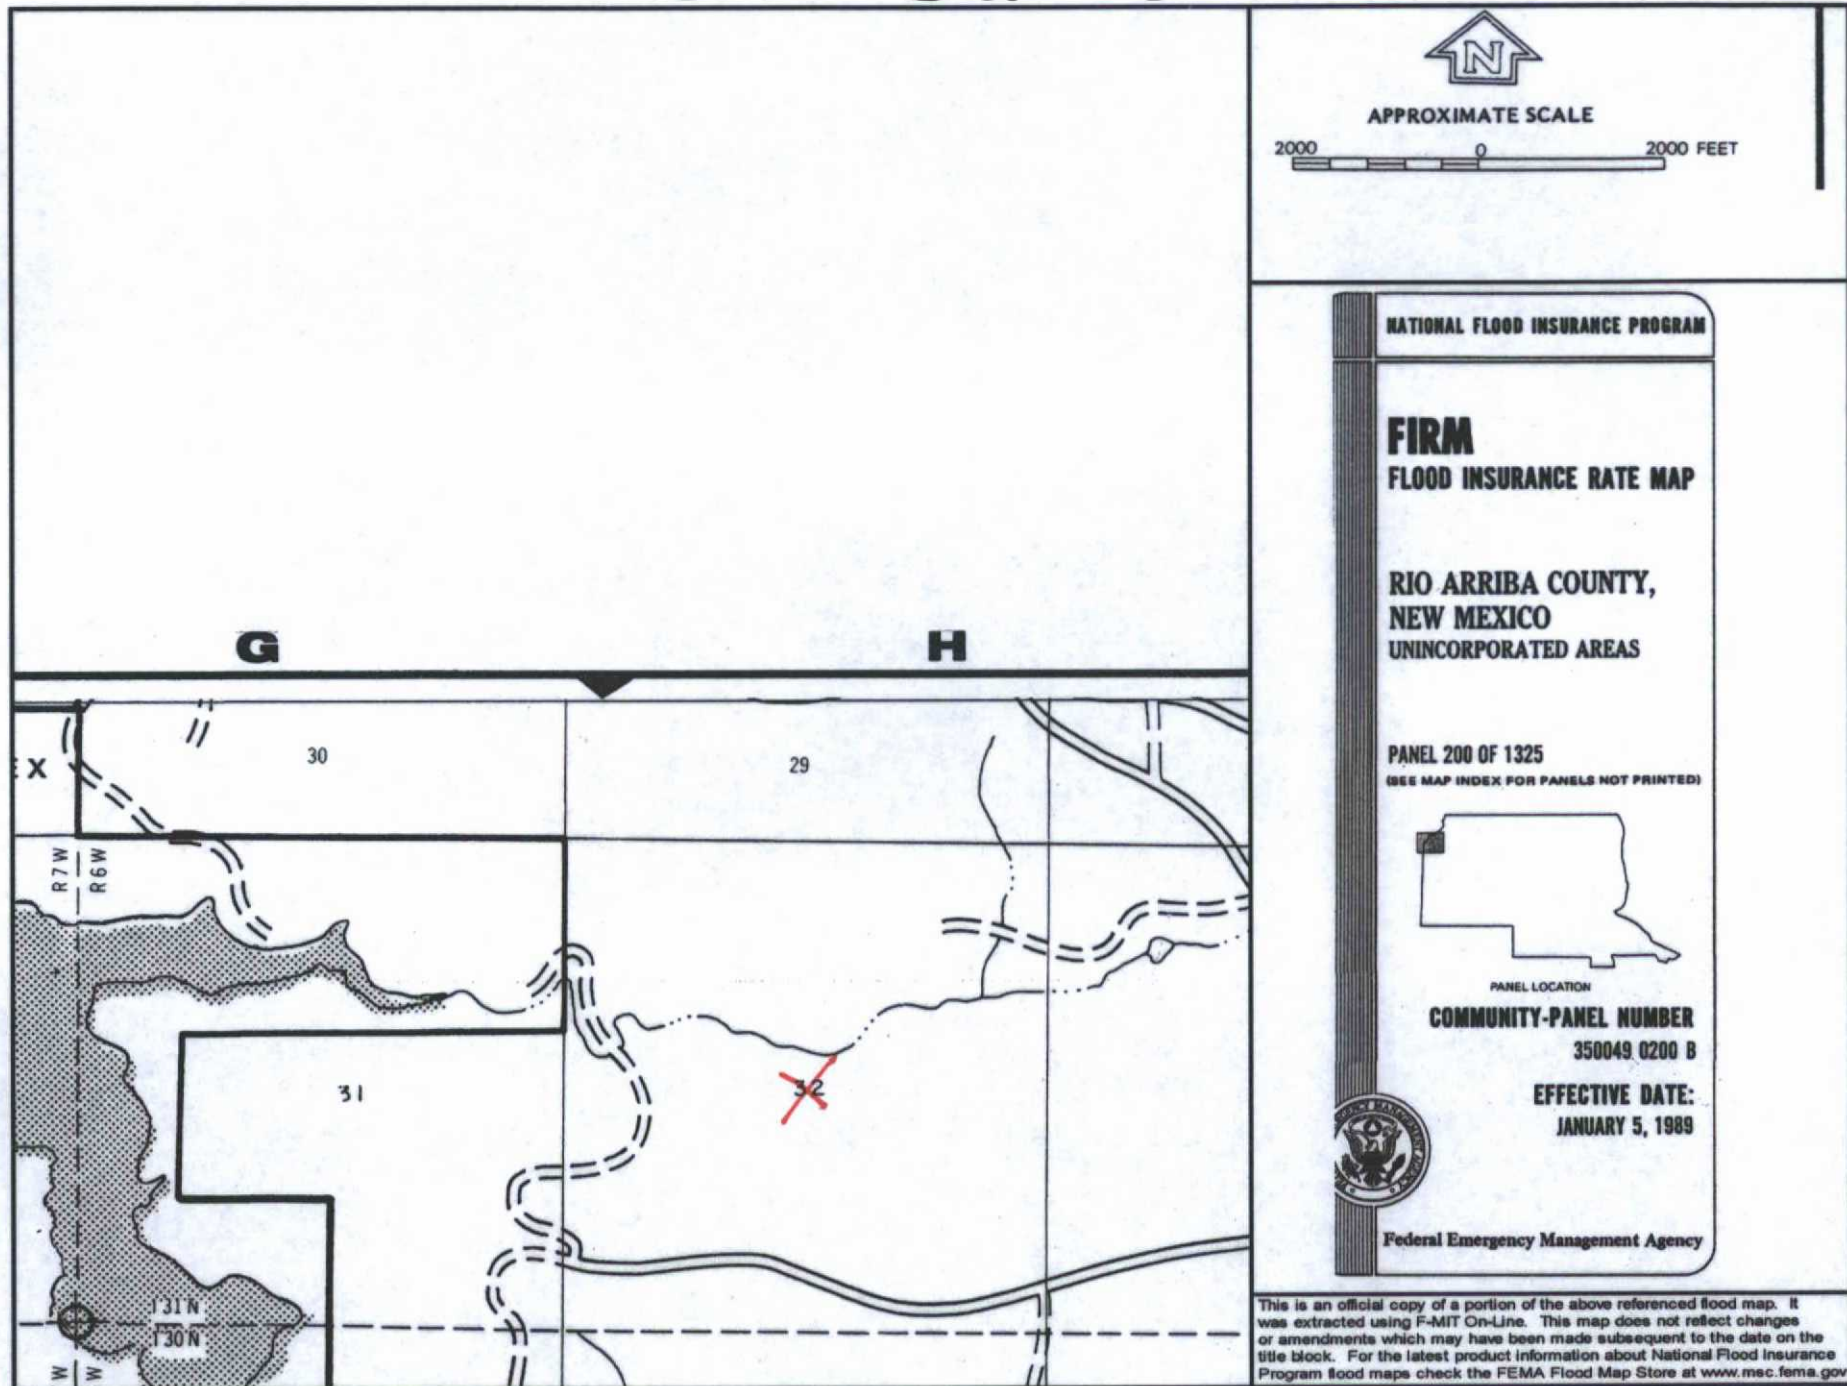 N
APPROXIMATE SCALE
2000 0 2000 FEET
NATIONAL FLOOD INSURANCE PROGRAM
FIRM
FLOOD INSURANCE RATE MAP
RIO ARRIBA COUNTY,
NEW MEXICO
UNINCORPORATED AREAS
PANEL 200 OF 1325
(SEE MAP INDEX FOR PANELS NOT PRINTED)
PANEL LOCATION
COMMUNITY-PANEL NUMBER
350049 0200 B
EFFECTIVE DATE:
JANUARY 5, 1989
Federal Emergency Management Agency
This is an official copy of a portion of the above referenced flood map. It
was extracted using F-MIT On-Line. This map does not reflect changes
or amendments which may have been made subsequent to the date on the
title block. For the latest product information about National Flood Insurance
Program flood maps check the FEMA Flood Map Store at www.msc.fema.gov
G
H
30
29
X
R7W
R6W
31
32
T31N
T30N
W
W